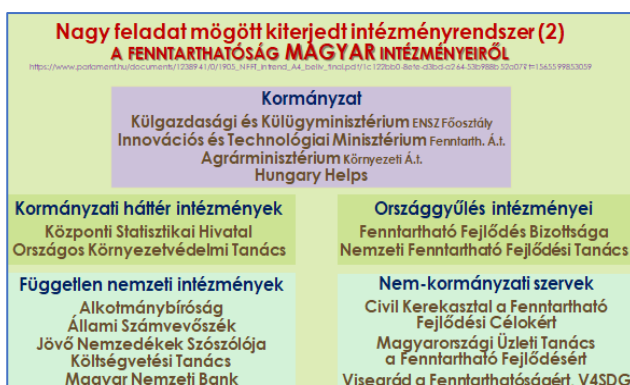 Nagy feladat mögött kiterjedt intézményrendszer (2)
A FENNTARTHATÓSÁG MAGYAR INTÉZMÉNYEIRŐL
Kormányzat
Külgazdasági és Külügyminisztérium ENSZ Főosztály
Innovációs és Technológiai Minisztérium Fenntarth. Á.t.
Agrárminisztérium Környezeti Á.t.
Hungary Helps
Kormányzati háttér intézmények
Központi Statisztikai Hivatal
Országos Környezetvédelmi Tanács
Országgyűlés intézményei
Fenntartható Fejlődés Bizottsága
Nemzeti Fenntartható Fejlődési Tanács
Független nemzeti intézmények
Alkotmánybíróság
Állami Számvevőszék
Jövő Nemzedékek Szószólója
Költségvetési Tanács
Magyar Nemzeti Bank
Nem-kormányzati szervek
Civil Kerekasztal a Fenntartható
Fejlődési Célokért
Magyarországi Üzleti Tanács
a Fenntartható Fejlődésért
Visegrád a Fenntarthatóságért, V4SDG